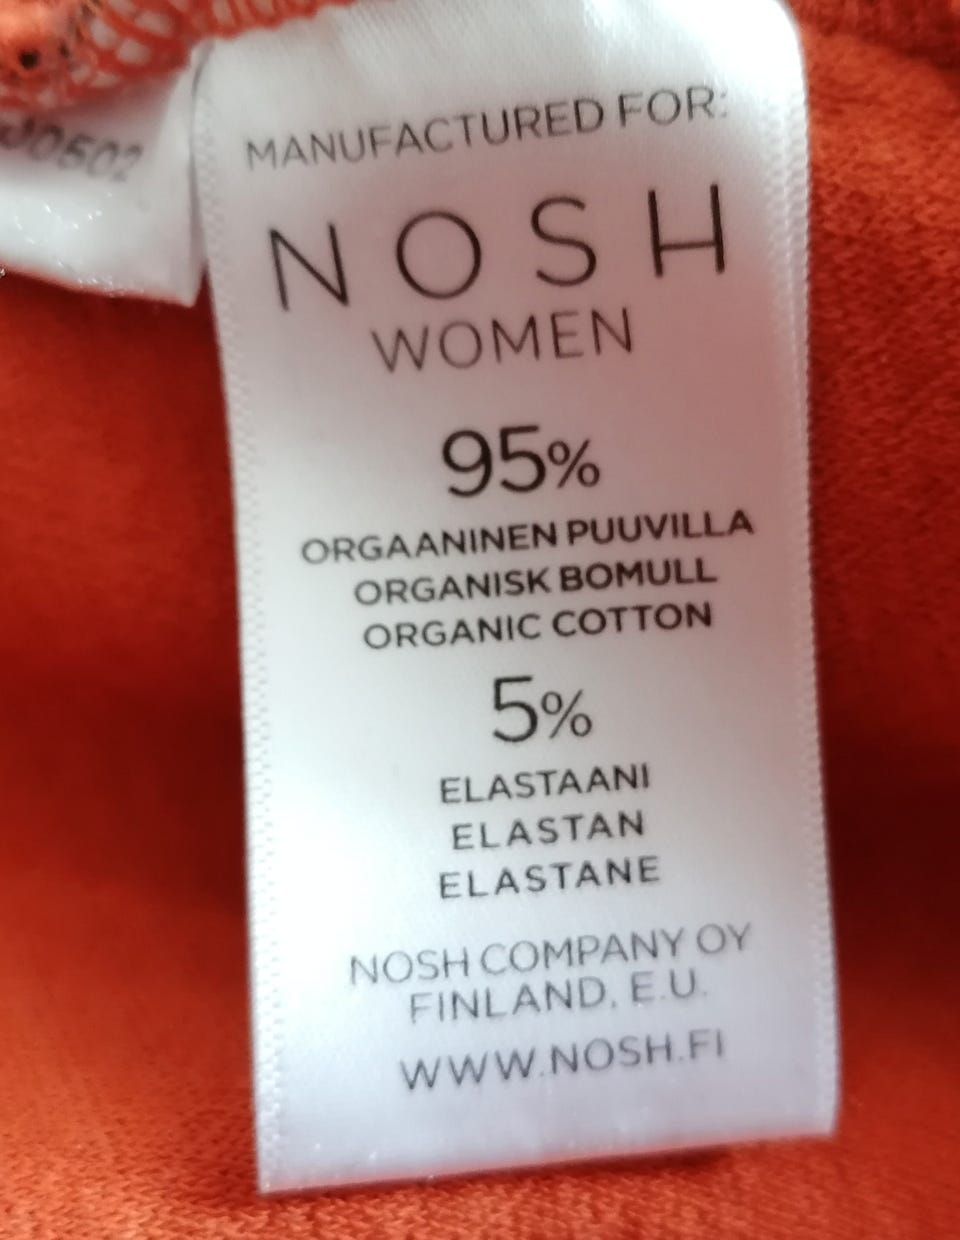 MANUFACTURED FOR:
NOSH
WOMEN
95%
ORGAANINEN PUUVILLA
ORGANISK BOMULL
ORGANIC COTTON
5%
ELASTAANI
ELASTAN
ELASTANE
NOSH COMPANY OY
FINLAND, E.U.
WWW.NOSH.FI